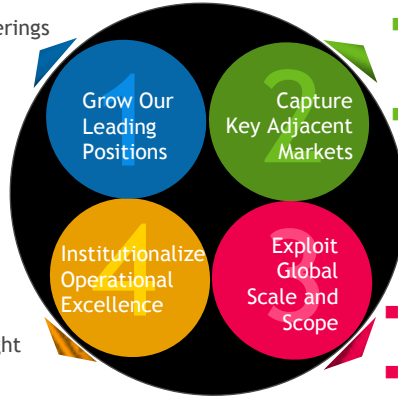 erings
1
Grow Our
Leading
Positions
2
Capture
Key Adjacent
Markets
4
Institutionalize
Operational
Excellence
3
Exploit
Global
Scale and
Scope
ght